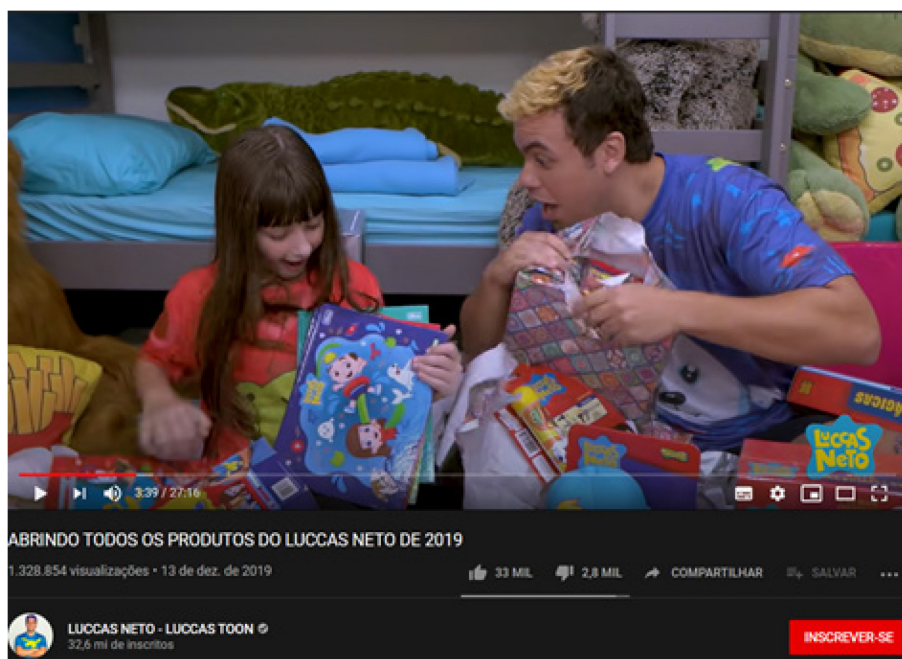 LUCCAS
NETO
3:39 / 27:16
ABRINDO TODOS OS PRODUTOS DO LUCCAS NETO DE 2019
1.328.854 visualizações • 13 de dez. de 2019
33 MIL 2,8 MIL COMPARTILHAR SALVAR ...
LUCCAS NETO - LUCCAS TOON
32,6 mi de inscritos
INSCREVER-SE